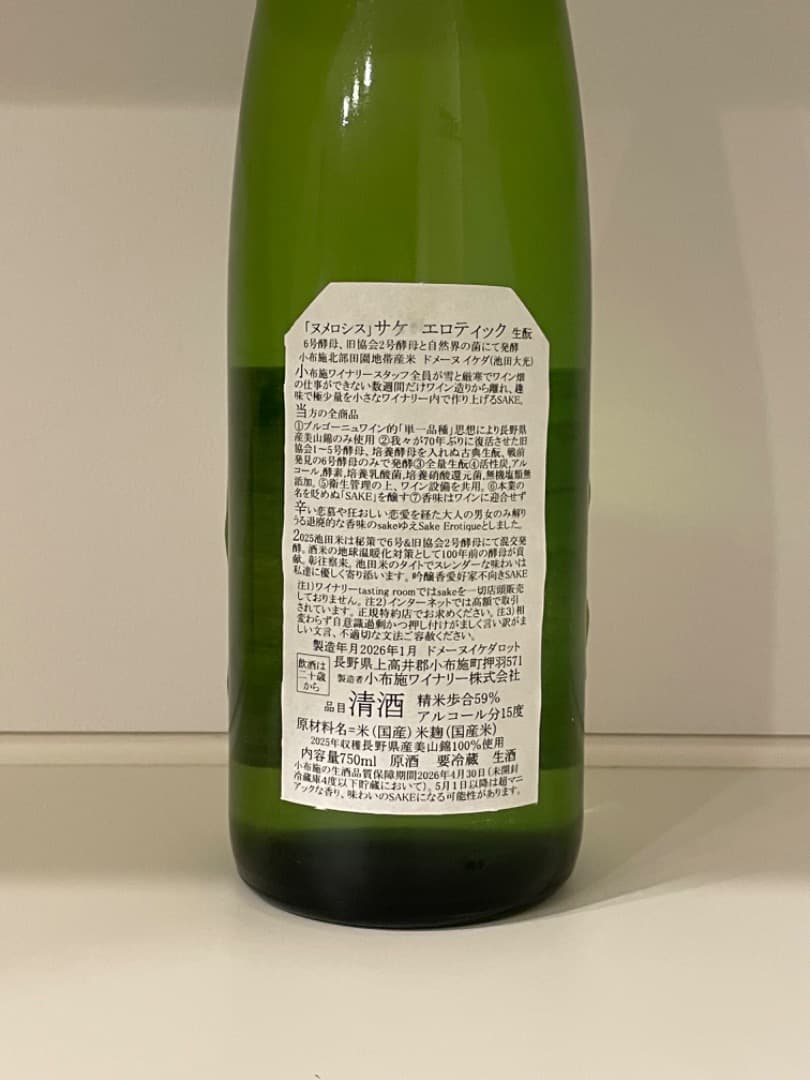 「ヌメロシス」サケ エロティック 生酛
6号酵母、旧協会2号酵母と自然界の菌にて発酵
小布施北部田園地帯産米 ドメーヌ イケダ(池田大光)
小布施ワイナリースタッフ全員が雪と厳寒でワイン畑
の仕事ができない数週間だけワイン造りから離れ、趣
味で極少量を小さなワイナリー内で作り上げるSAKE。
当方の全商品
①ブルゴーニュワイン的「単一品種」思想により長野県
産美山錦のみ使用 ②我々が70年ぶりに復活させた旧
協会1〜5号酵母、培養酵母を入れぬ古典生酛、戦前
発見の6号酵母のみで発酵③全量生酛④活性炭,アル
コール,酵素,培養乳酸菌,培養硝酸還元菌,無機塩類無
添加。⑤衛生管理の上、ワイン設備を共用。⑥本業の
名を貶めぬ「SAKE」を醸す⑦香味はワインに迎合せず
辛い恋慕や狂おしい恋愛を経た大人の男女のみ解り
うる退廃的な香味のsakeゆえSake Erotiqueとしました。
2025池田米は秘策で6号&旧協会2号酵母にて混交発
酵。酒米の地球温暖化対策として100年前の酵母が貢
献。彰往察来。池田米のタイトでスレンダーな味わいは
私達に優しく寄り添います。吟醸香愛好家不向きSAKE
注1)ワイナリーtasting roomではsakeを一切店頭販売
しておりません。注2)インターネットでは高額で取引
されています。正規特約店でお求めください。注3)相
変わらず自意識過剰かつ押し付けがましく言い訳がま
しい文言、不適切な文法ご容赦ください。
製造年月2026年1月 ドメーヌイケダロット
飲酒は
二十歳
から
長野県上高井郡小布施町押羽571
製造者小布施ワイナリー株式会社
品目 清酒 精米歩合59%
アルコール分15度
原材料名=米(国産)米麹(国産米)
2025年収穫長野県産美山錦100%使用
内容量750ml 原酒 要冷蔵 生酒
小布施の生酒品質保障期間2026年4月30日(未開封
冷蔵庫4度以下貯蔵において)。5月1日以降は超マニ
アックな香り、味わいのSAKEになる可能性があります。